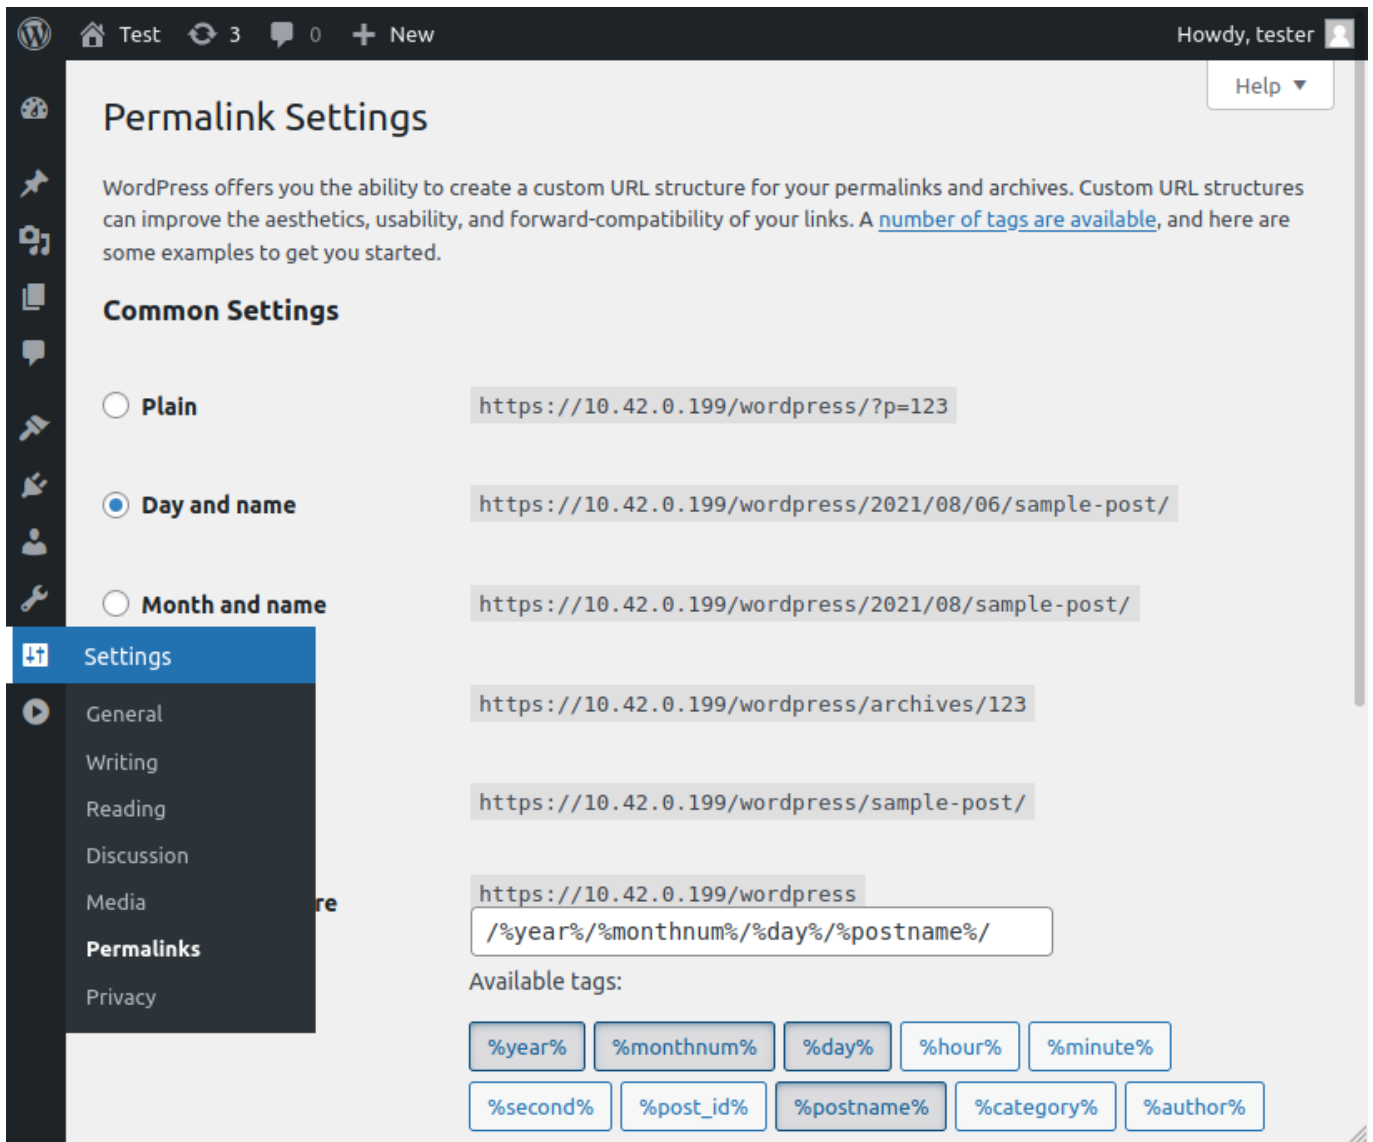 Test 3 0 New Howdy, tester
Help
Permalink Settings
WordPress offers you the ability to create a custom URL structure for your permalinks and archives. Custom URL structures
can improve the aesthetics, usability, and forward-compatibility of your links. A number of tags are available, and here are
some examples to get you started.
Common Settings
Plain https://10.42.0.199/wordpress/?p=123
Day and name https://10.42.0.199/wordpress/2021/08/06/sample-post/
Month and name https://10.42.0.199/wordpress/2021/08/sample-post/
Settings
General
Writing
Reading
Discussion
Media
Permalinks
Privacy
https://10.42.0.199/wordpress/archives/123
https://10.42.0.199/wordpress/sample-post/
re https://10.42.0.199/wordpress
/%year%/%monthnum%/%day%/%postname%/
Available tags:
%year% %monthnum% %day% %hour% %minute%
%second% %post_id% %postname% %category% %author%